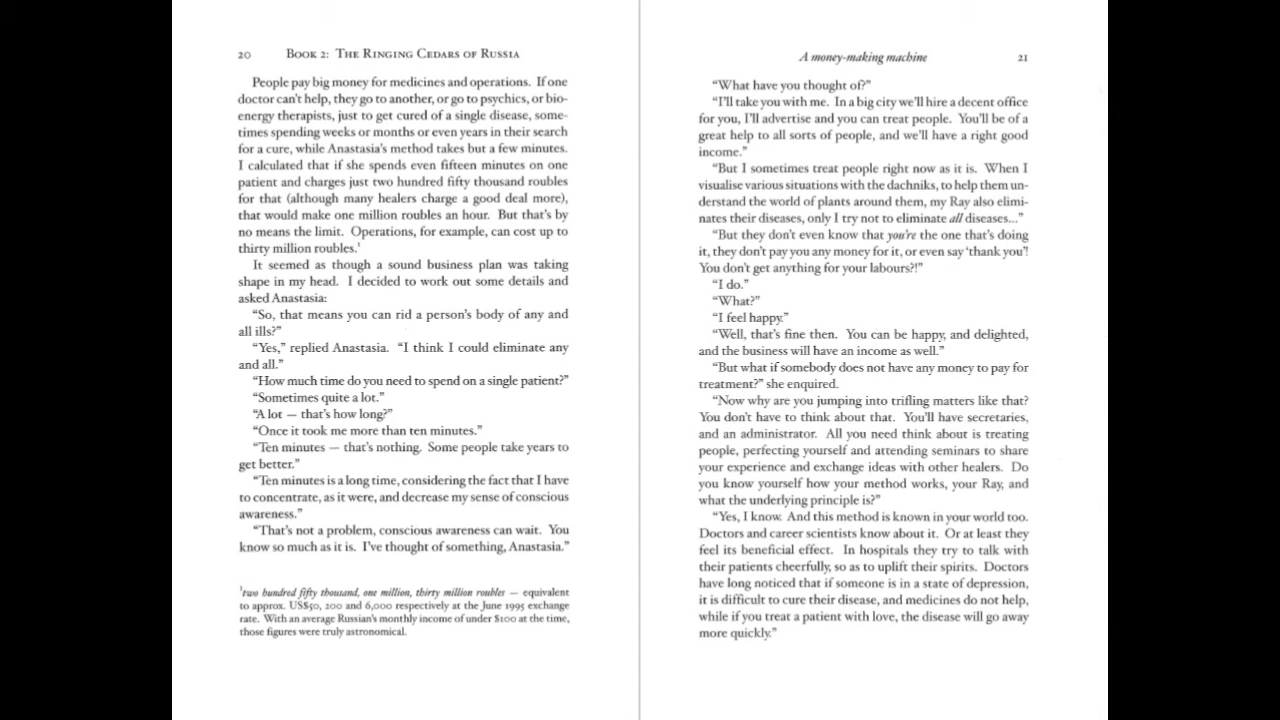 20 BOOK 2: THE RINGING CEDARS OF RUSSIA
People pay big money for medicines and operations. If one
doctor can't help, they go to another, or go to psychics, or bio-
energy therapists, just to get cured of a single disease, some-
times spending weeks or months or even years in their search
for a cure, while Anastasia's method takes but a few minutes.
I calculated that if she spends even fifteen minutes on one
patient and charges just two hundred fifty thousand roubles
for that (although many healers charge a good deal more),
that would make one million roubles an hour. But that's by
no means the limit. Operations, for example, can cost up to
thirty million roubles.¹
It seemed as though a sound business plan was taking
shape in my head. I decided to work out some details and
asked Anastasia:
“So, that means you can rid a person's body of any and
all ills?”
“Yes,” replied Anastasia. “I think I could eliminate any
and all.”
“How much time do you need to spend on a single patient?”
“Sometimes quite a lot.”
“A lot — that's how long?”
“Once it took me more than ten minutes.”
“Ten minutes — that's nothing. Some people take years to
get better.”
“Ten minutes is a long time, considering the fact that I have
to concentrate, as it were, and decrease my sense of conscious
awareness.”
“That's not a problem, conscious awareness can wait. You
know so much as it is. I've thought of something, Anastasia.”
¹two hundred fifty thousand, one million, thirty million roubles — equivalent
to approx. US$50, 200 and 6,000 respectively at the June 1995 exchange
rate. With an average Russian's monthly income of under $100 at the time,
those figures were truly astronomical.
A money-making machine 21
“What have you thought of?”
“I'll take you with me. In a big city we'll hire a decent office
for you, I'll advertise and you can treat people. You'll be of a
great help to all sorts of people, and we'll have a right good
income.”
“But I sometimes treat people right now as it is. When I
visualise various situations with the dachniks, to help them un-
derstand the world of plants around them, my Ray also elimi-
nates their diseases, only I try not to eliminate all diseases...”
“But they don't even know that you're the one that's doing
it, they don't pay you any money for it, or even say ‘thank you’!
You don't get anything for your labours?!”
“I do.”
“What?”
“I feel happy.”
“Well, that's fine then. You can be happy, and delighted,
and the business will have an income as well.”
“But what if somebody does not have any money to pay for
treatment?” she enquired.
“Now why are you jumping into trifling matters like that?
You don't have to think about that. You'll have secretaries,
and an administrator. All you need think about is treating
people, perfecting yourself and attending seminars to share
your experience and exchange ideas with other healers. Do
you know yourself how your method works, your Ray, and
what the underlying principle is?”
“Yes, I know. And this method is known in your world too.
Doctors and career scientists know about it. Or at least they
feel its beneficial effect. In hospitals they try to talk with
their patients cheerfully, so as to uplift their spirits. Doctors
have long noticed that if someone is in a state of depression,
it is difficult to cure their disease, and medicines do not help,
while if you treat a patient with love, the disease will go away
more quickly.”